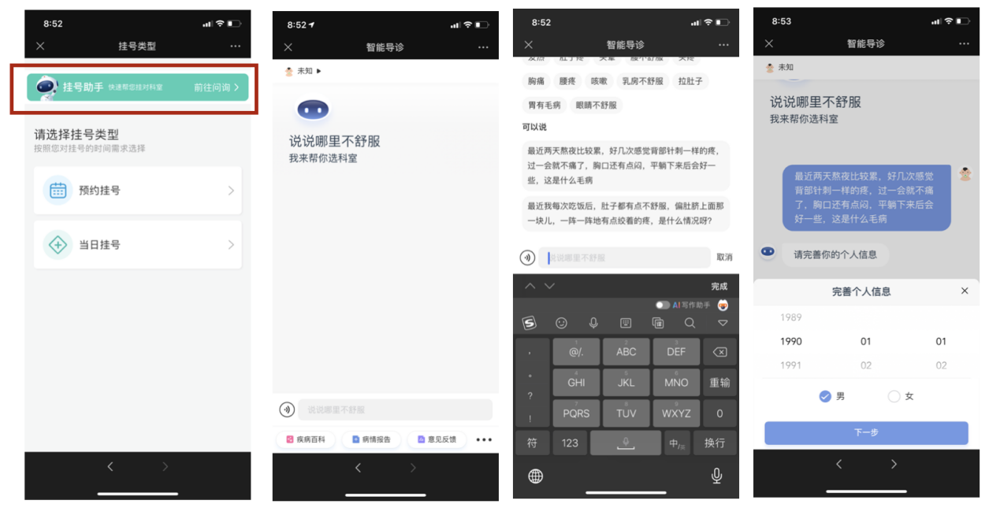 8:52
挂号类型
挂号助手 快速帮您挂对科室 前往问询
请选择挂号类型
按照您对挂号的时间需求选择
预约挂号
当日挂号
8:52
智能导诊
未知
说说哪里不舒服
我来帮你选科室
说说哪里不舒服
疾病百科 病情报告 意见反馈
8:52
智能导诊
胸痛 腰疼 咳嗽 乳房不舒服 拉肚子
胃有毛病 眼睛不舒服
可以说
最近两天熬夜比较累，好几次感觉背部针刺一样的疼，
过一会就不痛了，胸口还有点闷，平躺下来后会好一
些，这是什么毛病
最近我每次吃饭后，肚子都有点不舒服，偏肚脐上面那
一块儿，一阵一阵地有点绞着的疼，是什么情况呀?
说说哪里不舒服 取消
完成
AI写作助手
@/. ABC DEF
GHI JKL MNO 重输
PQRS TUV WXYZ 0
符 123 中/英 换行
8:53
智能导诊
未知
说说哪里不舒服
我来帮你选科室
最近两天熬夜比较累，好几次感觉
背部针刺一样的疼，过一会就不痛
了，胸口还有点闷，平躺下来后会
好一些，这是什么毛病
请完善你的个人信息
完善个人信息
1989
1990 01 01
1991 02 02
男 女
下一步